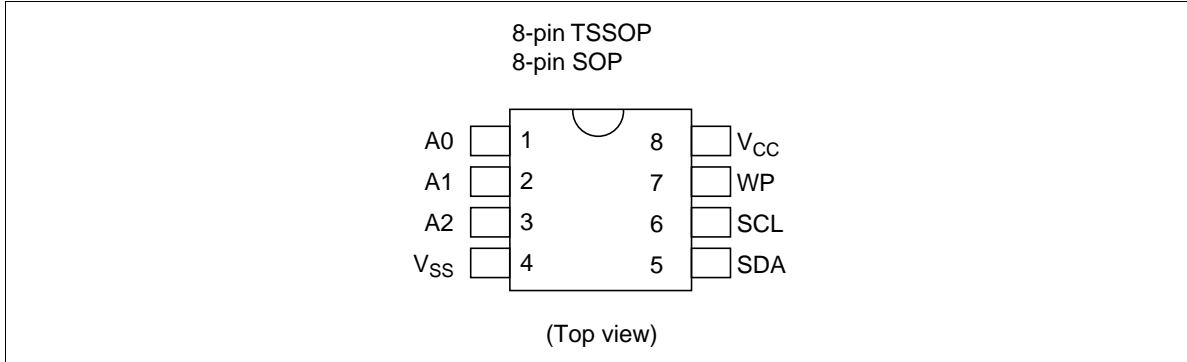 8-pin TSSOP
8-pin SOP
A0 1 8 VCC
A1 2 7 WP
A2 3 6 SCL
VSS 4 5 SDA
(Top view)